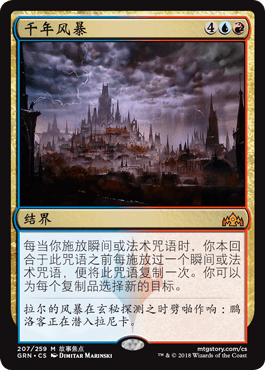 千年风暴 4
结界
每当你施放瞬间或法术咒语时，你本回
合于此咒语之前每施放过一个瞬间或法
术咒语，便将此咒语复制一次。你可以
为每个复制品选择新的目标。
拉尔的风暴在玄秘探测之时劈啪作响：鹏
洛客正在潜入拉尼卡。
207/259 M 故事焦点 mtgstory.com/cs
GRN • CS DIMITAR MARINSKI ™ & © 2018 Wizards of the Coast